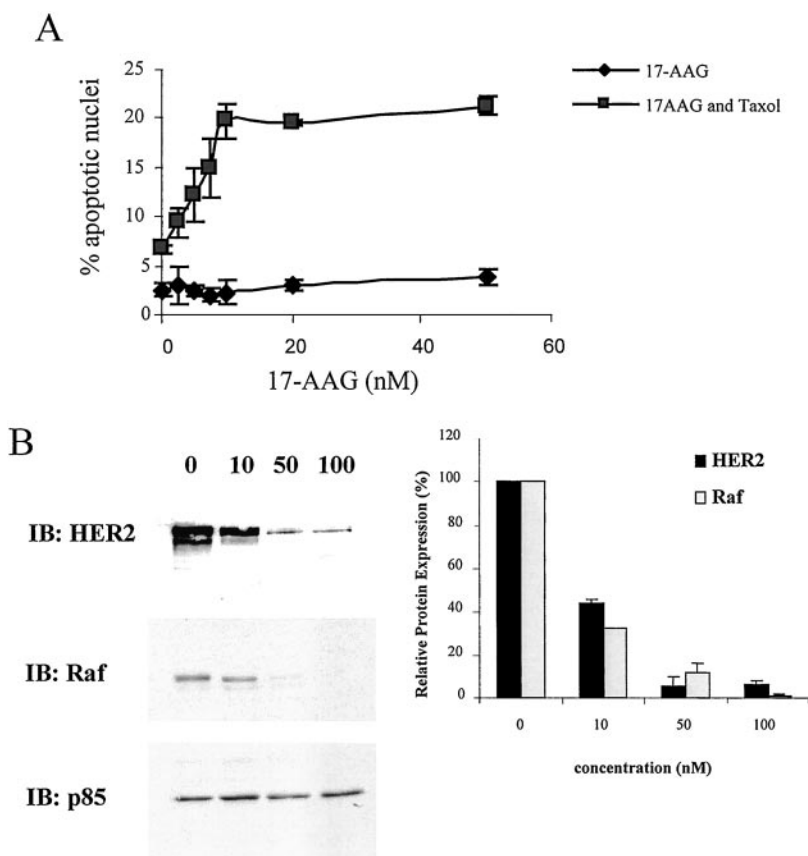 A
25
20
15
10
5
0
% apoptotic nuclei
0 20 40 60
17-AAG (nM)
17-AAG
17AAG and Taxol
B
0 10 50 100
IB: HER2
IB: Raf
IB: p85
120
100
80
60
40
20
0
Relative Protein Expression (%)
0 10 50 100
concentration (nM)
HER2
Raf